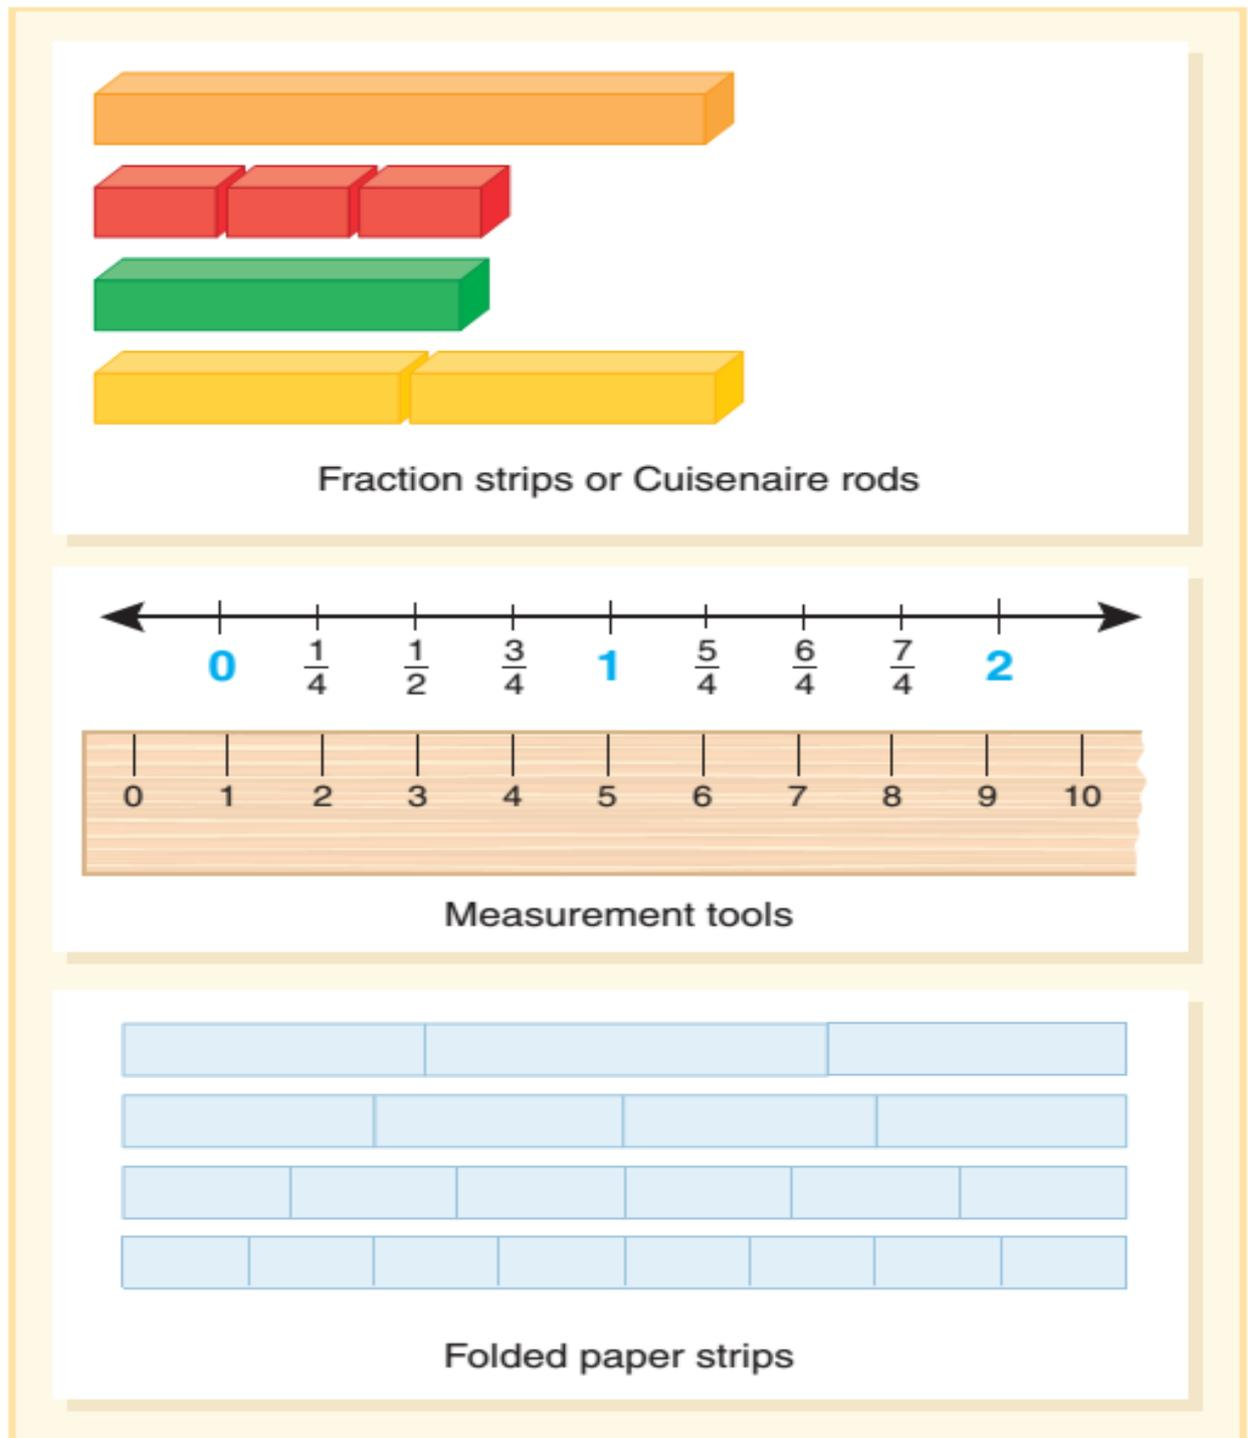 Fraction strips or Cuisenaire rods
0 1/4 1/2 3/4 1 5/4 6/4 7/4 2
0 1 2 3 4 5 6 7 8 9 10
Measurement tools
Folded paper strips